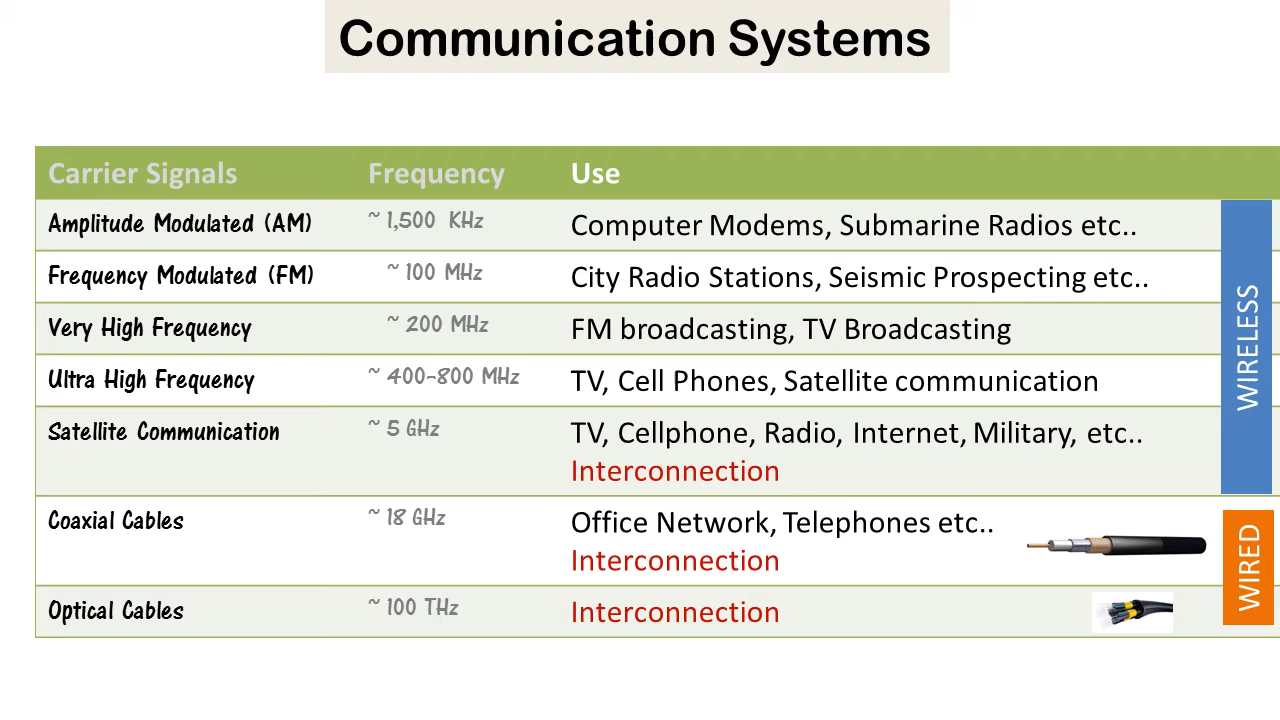 Communication Systems
Carrier Signals Frequency Use
Amplitude Modulated (AM) ~ 1,500 KHz Computer Modems, Submarine Radios etc..
Frequency Modulated (FM) ~ 100 MHz City Radio Stations, Seismic Prospecting etc..
Very High Frequency ~ 200 MHz FM broadcasting, TV Broadcasting
Ultra High Frequency ~ 400-800 MHz TV, Cell Phones, Satellite communication
Satellite Communication ~ 5 GHz TV, Cellphone, Radio, Internet, Military, etc..
Interconnection
WIRELESS
Coaxial Cables ~ 18 GHz Office Network, Telephones etc..
Interconnection
Optical Cables ~ 100 THz Interconnection
WIRED